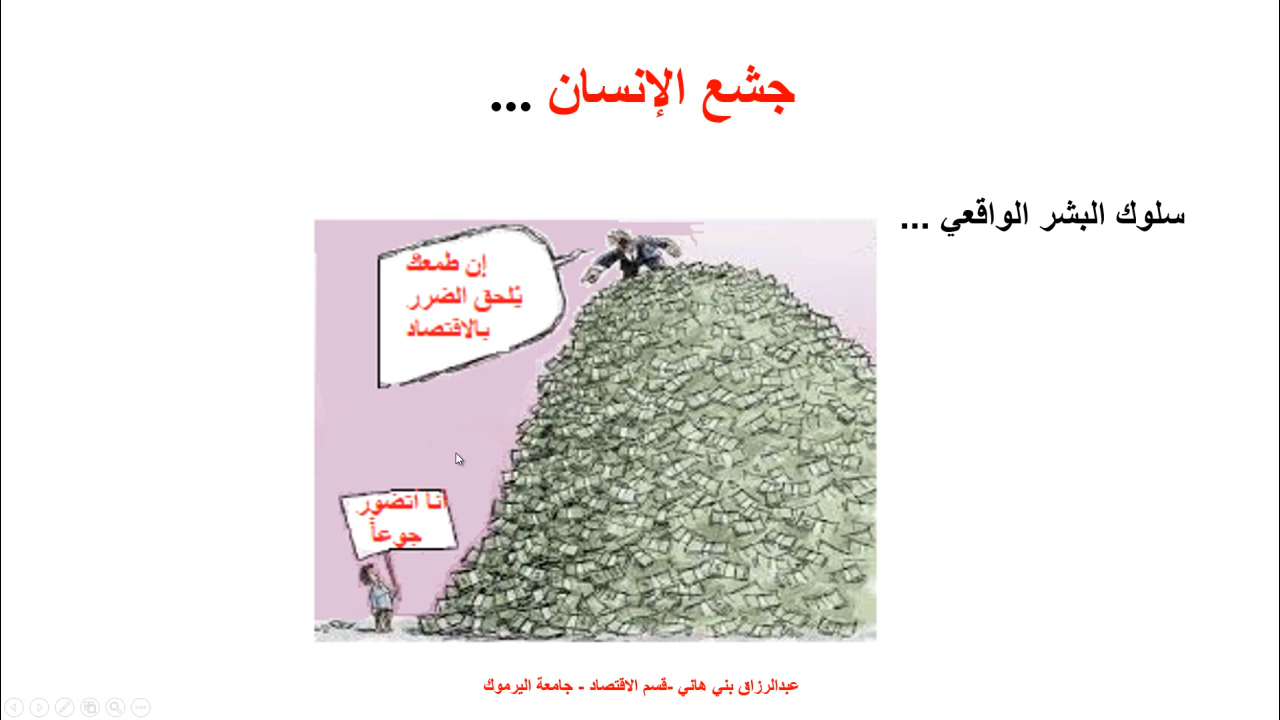 جشع الإنسان ...
سلوك البشر الواقعي ...
إن طمعك
يُلحق الضرر
بالاقتصاد
أنا أتضور
جوعاً
عبدالرزاق بني هاني -قسم الاقتصاد - جامعة اليرموك